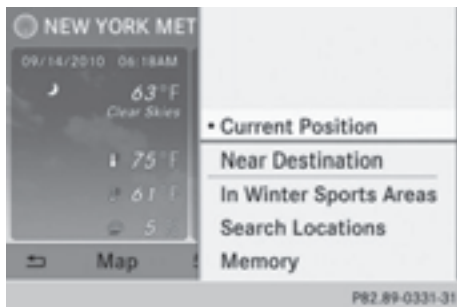 NEW YORK MET
09/14/2010 06:18AM
63°F
Clear Skies
75°F
61°F
5
Current Position
Near Destination
In Winter Sports Areas
Search Locations
Memory
Map
P82.89-0331-31